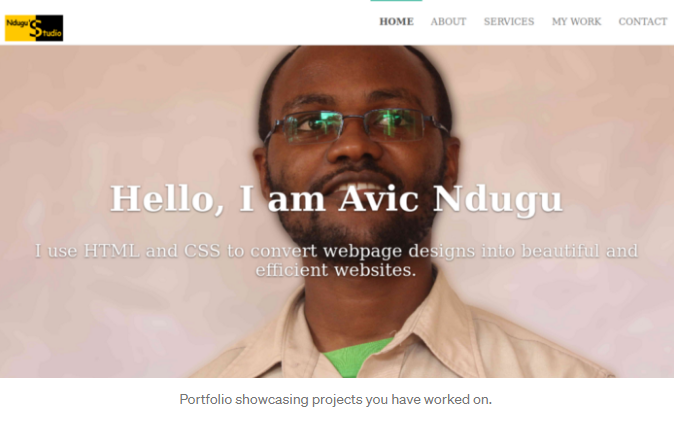 Ndugu's Studio
HOME ABOUT SERVICES MY WORK CONTACT
Hello, I am Avic Ndugu
I use HTML and CSS to convert webpage designs into beautiful and
efficient websites.
Portfolio showcasing projects you have worked on.